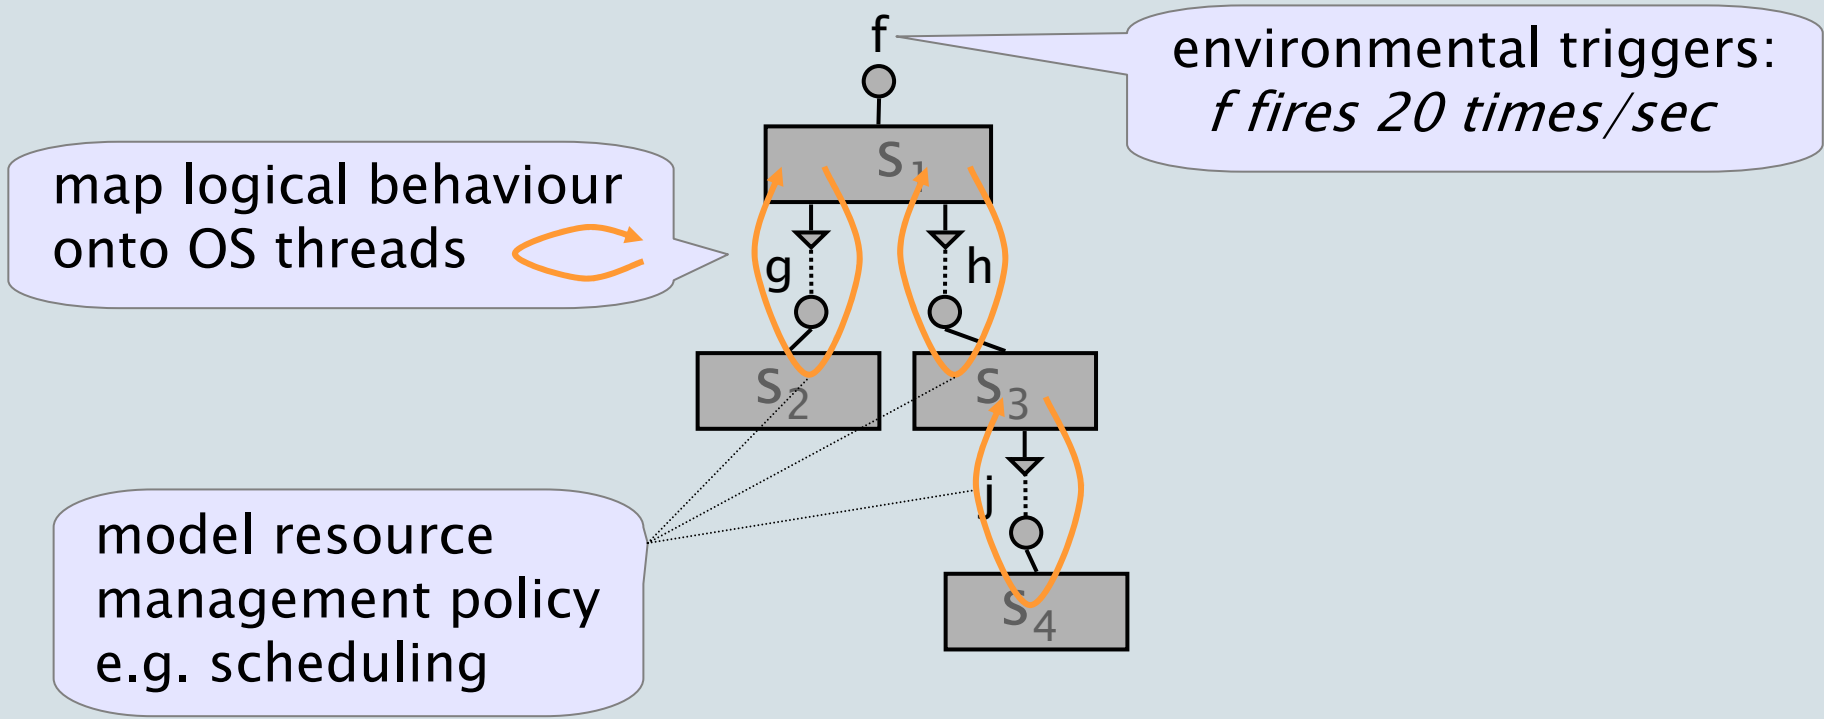 f
environmental triggers:
f fires 20 times/sec
S1
map logical behaviour
onto OS threads
g
h
S2
S3
j
model resource
management policy
e.g. scheduling
S4